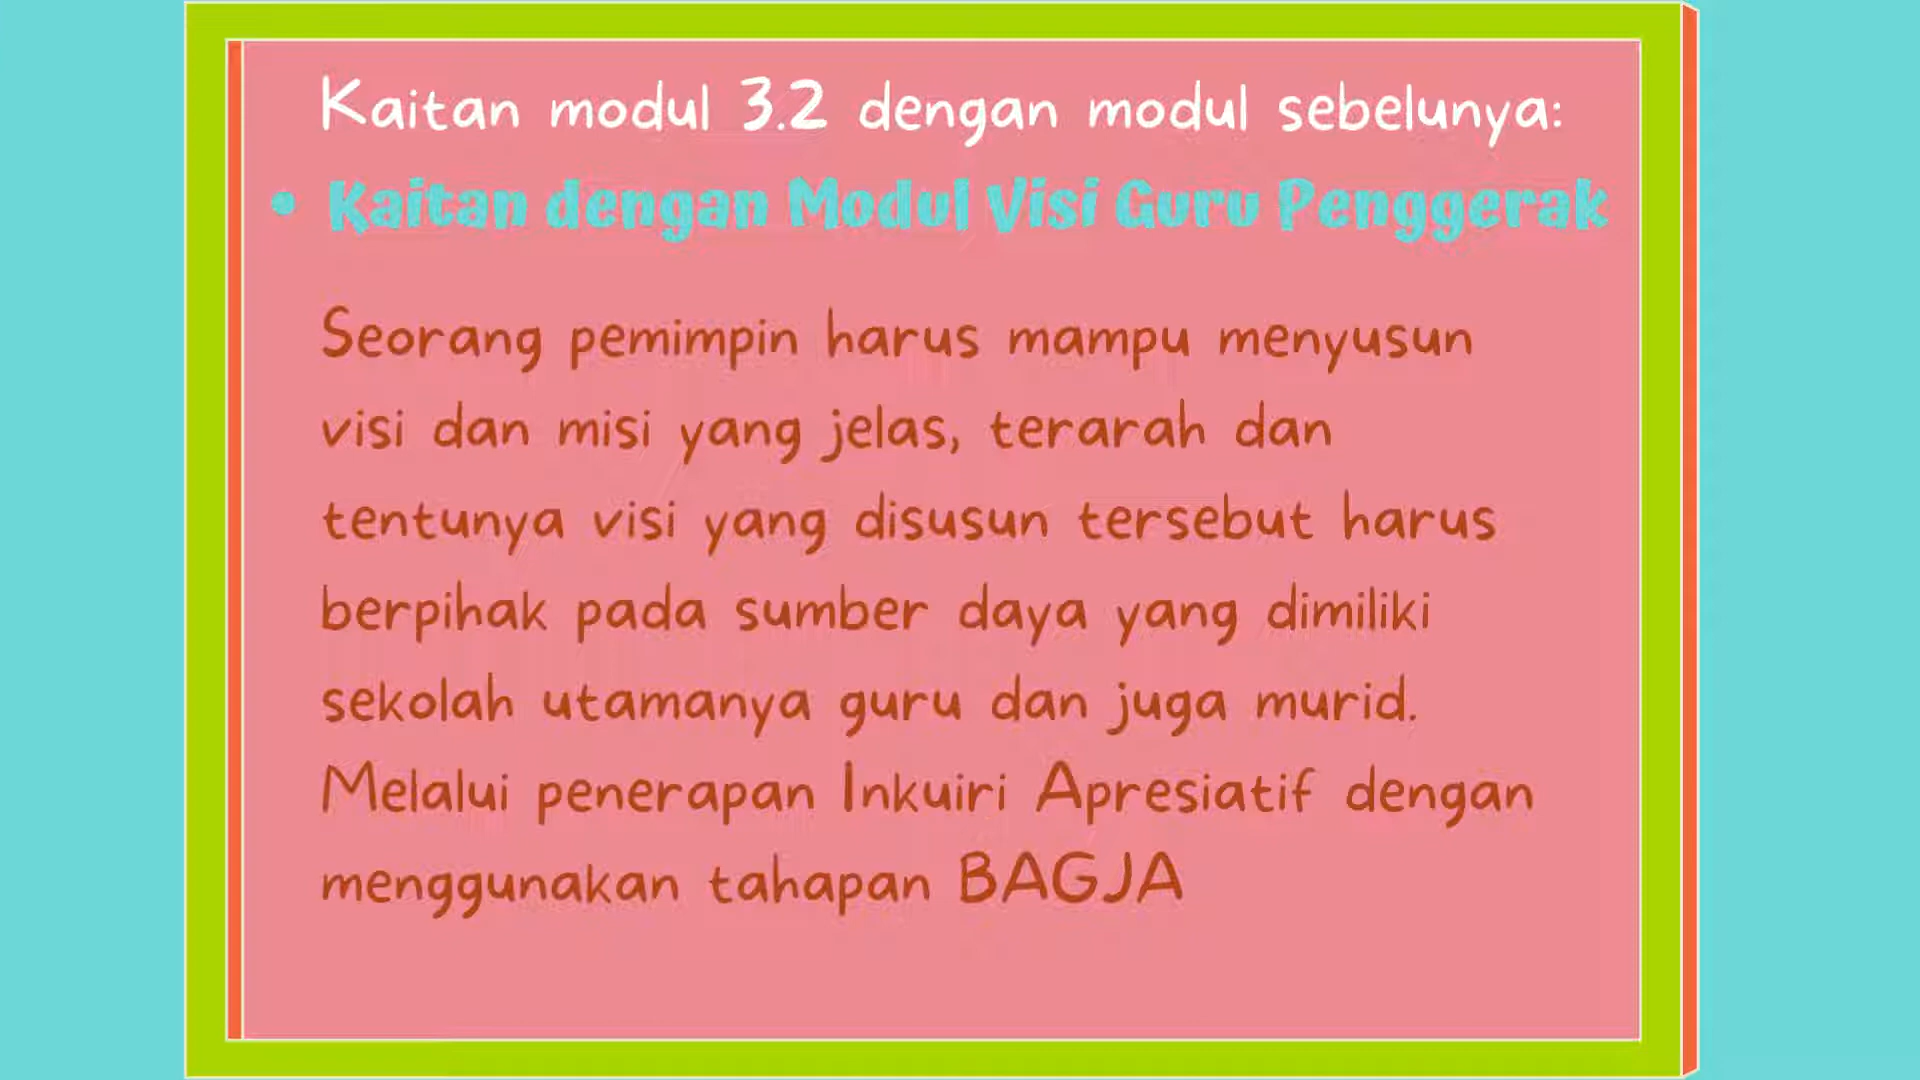 Kaitan modul 3.2 dengan modul sebelunya:
• Kaitan dengan Modul Visi Guru Penggerak
Seorang pemimpin harus mampu menyusun
visi dan misi yang jelas, terarah dan
tentunya visi yang disusun tersebut harus
berpihak pada sumber daya yang dimiliki
sekolah utamanya guru dan juga murid.
Melalui penerapan Inkuiri Apresiatif dengan
menggunakan tahapan BAGJA